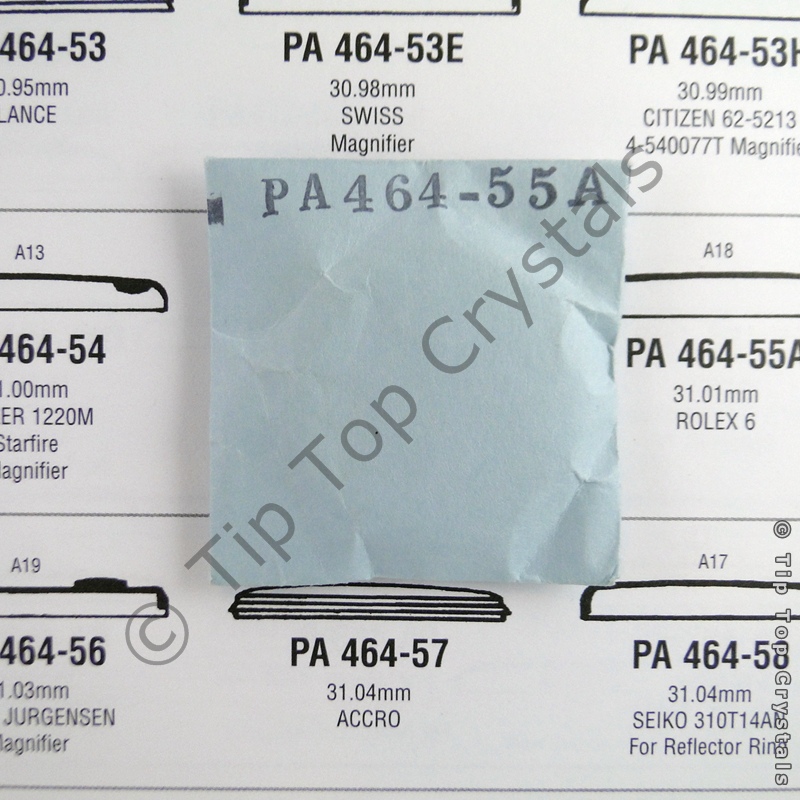 464-53
PA 464-53E
PA 464-53H
0.95mm
30.98mm
30.99mm
LANCE
SWISS
CITIZEN 62-5213
Magnifier
4-540077T Magnifie
PA464-55A
A13
A18
464-54
PA 464-55A
1.00mm
31.01mm
ER 1220M
ROLEX 6
Starfire
Magnifier
A19
A17
464-56
PA 464-57
PA 464-58
1.03mm
31.04mm
31.04mm
JURGENSEN
ACCRO
SEIKO 310T14AN
Magnifier
For Reflector Ring
© Tip Top Crystals
© Tip Top Crystals